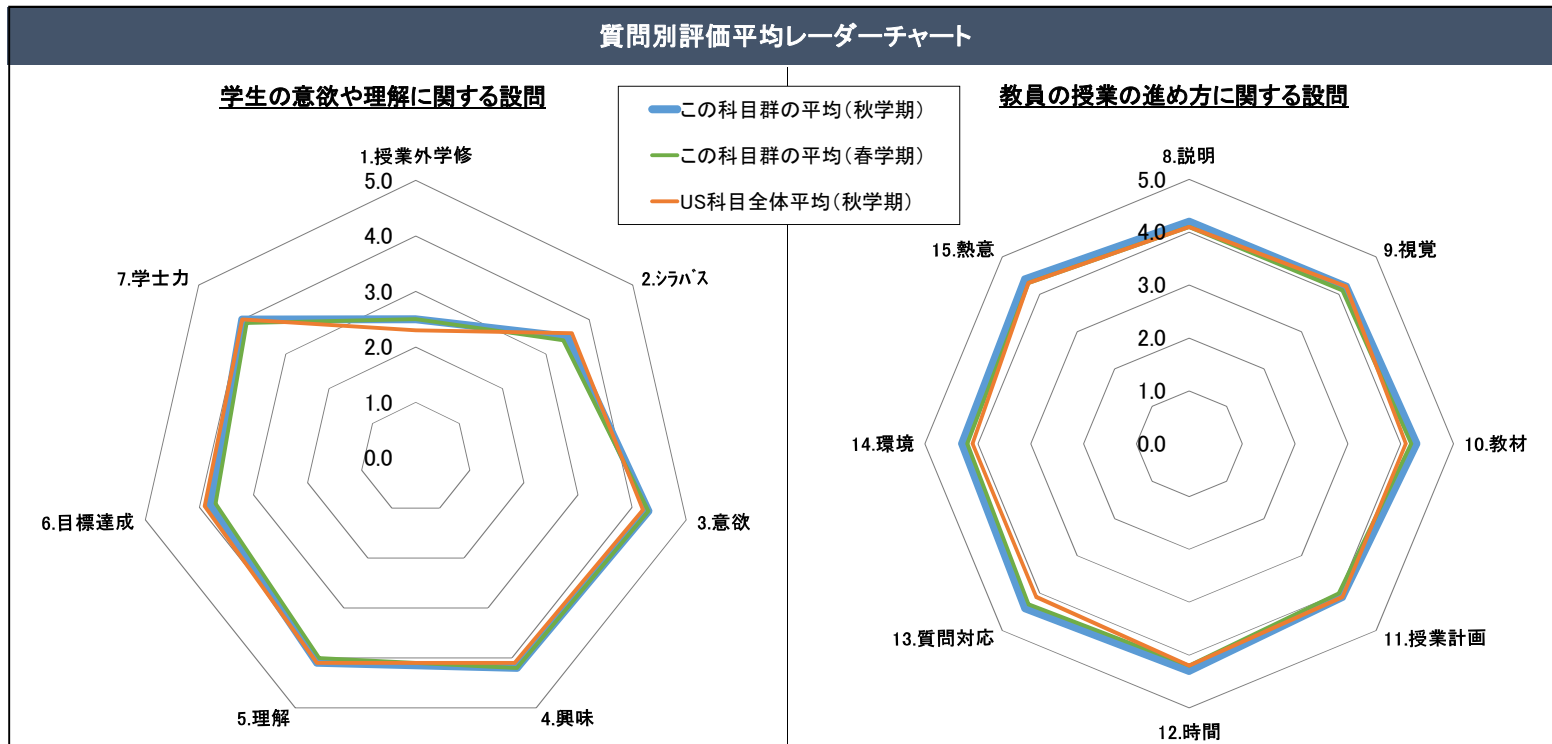 質問別評価平均レーダーチャート
学生の意欲や理解に関する設問
1.授業外学修
2.ｼﾗﾊﾞｽ
3.意欲
4.興味
5.理解
6.目標達成
7.学士力
5.0
4.0
3.0
2.0
1.0
0.0
この科目群の平均（秋学期）
この科目群の平均（春学期）
US科目全体平均（秋学期）
教員の授業の進め方に関する設問
8.説明
9.視覚
10.教材
11.授業計画
12.時間
13.質問対応
14.環境
15.熱意
5.0
4.0
3.0
2.0
1.0
0.0